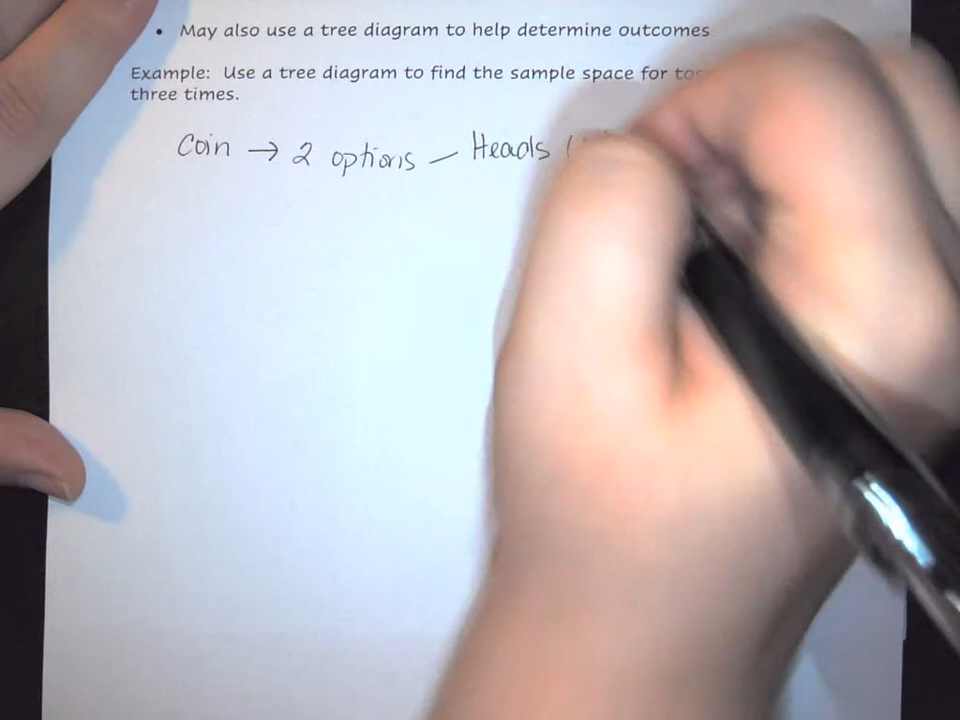 • May also use a tree diagram to help determine outcomes
Example: Use a tree diagram to find the sample space for
three times.
Coin → 2 options — Heads (